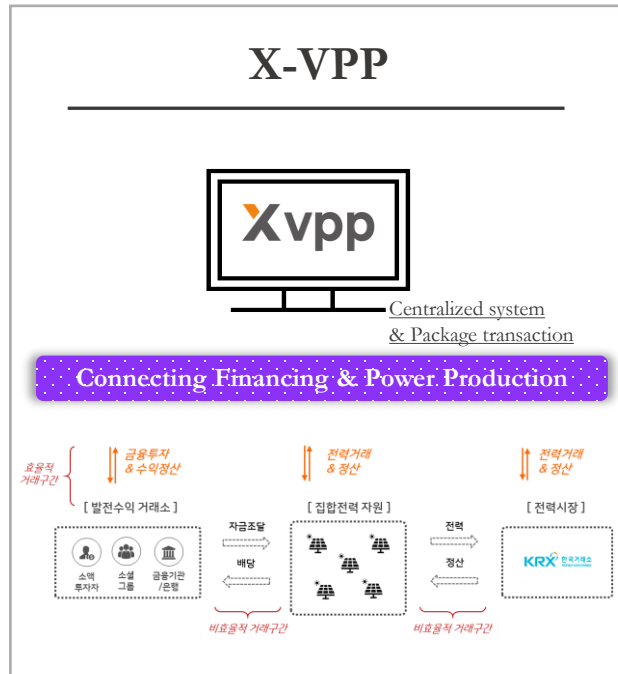 X-VPP
Xvpp
Centralized system
& Package transaction
Connecting Financing & Power Production
효율적
거래구간
금융투자
& 수익정산
전력거래
& 정산
전력거래
& 정산
[ 발전수익 거래소 ]
[ 집합전력 자원 ]
[ 전력시장 ]
자금조달
배당
전력
정산
소액
투자자
소셜
그룹
금융기관
/은행
KRX 한국거래소
비효율적 거래구간
비효율적 거래구간